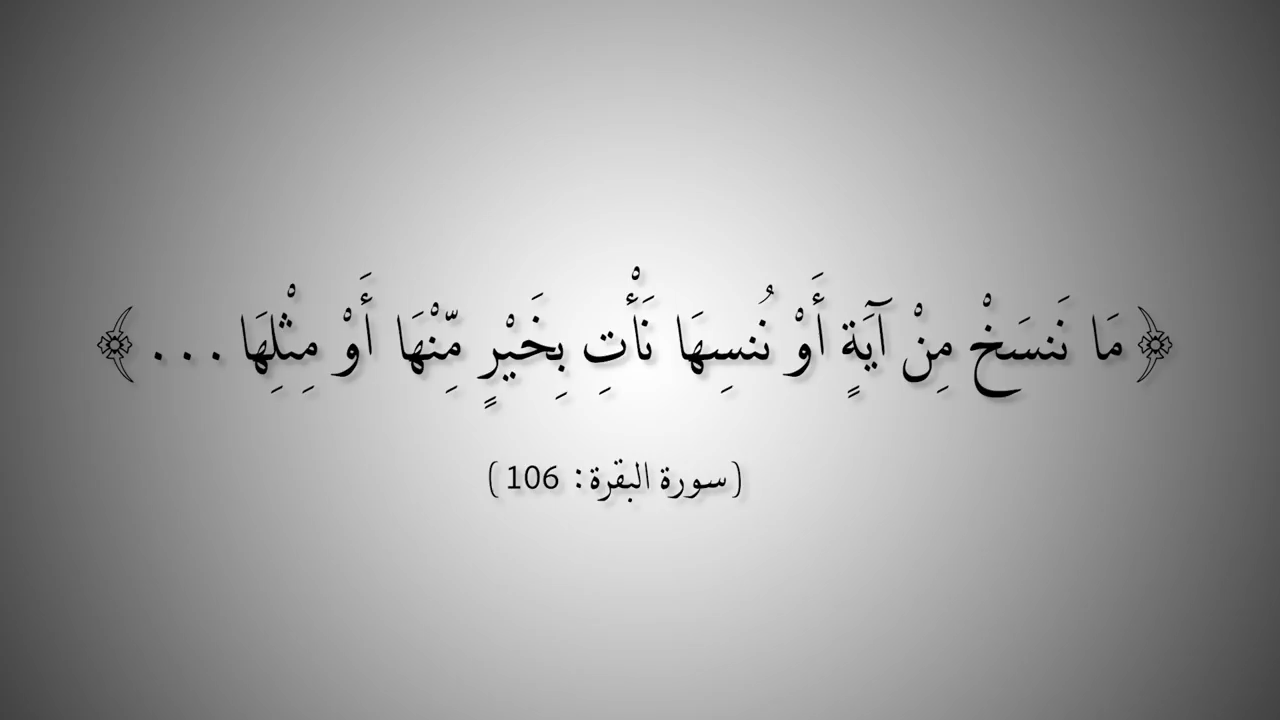 ﴿ مَا نَنسَخْ مِنْ آيَةٍ أَوْ نُنسِهَا نَأْتِ بِخَيْرٍ مِّنْهَا أَوْ مِثْلِهَا ... ﴾
(سورة البقرة: 106)